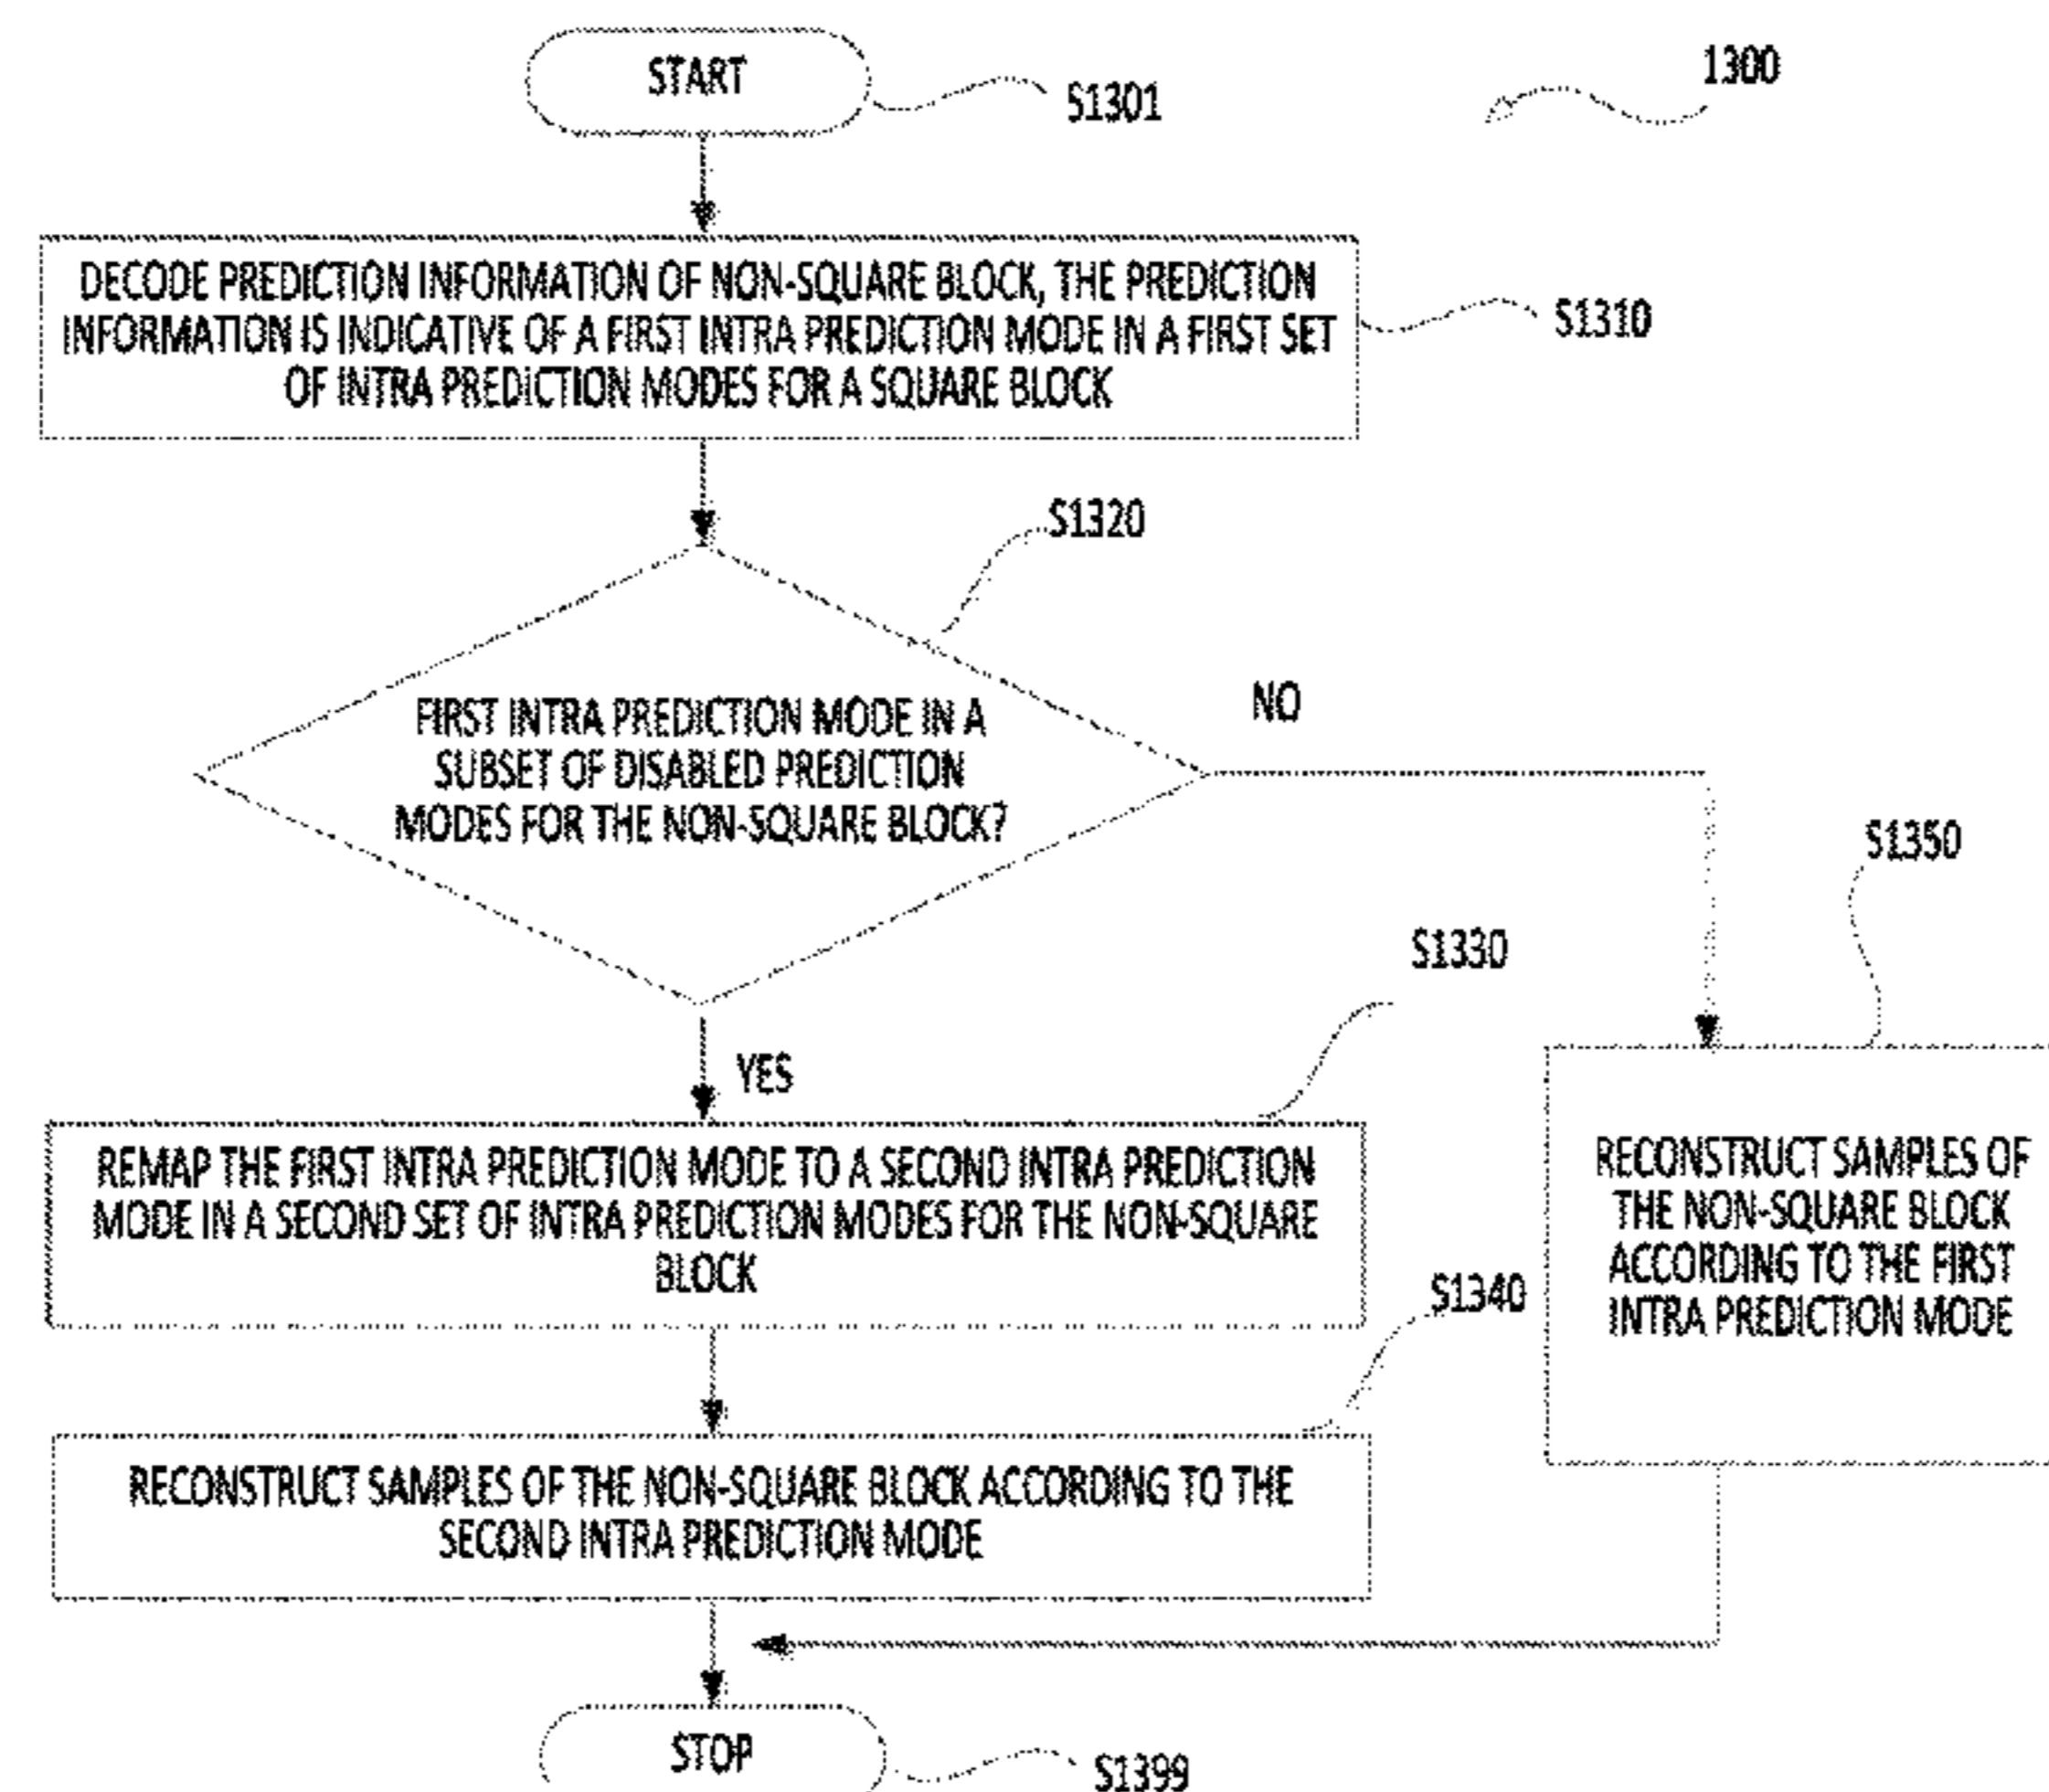 START
S1301
1300
DECODE PREDICTION INFORMATION OF NON-SQUARE BLOCK, THE PREDICTION
INFORMATION IS INDICATIVE OF A FIRST INTRA PREDICTION MODE IN A FIRST SET
OF INTRA PREDICTION MODES FOR A SQUARE BLOCK
S1310
S1320
FIRST INTRA PREDICTION MODE IN A
SUBSET OF DISABLED PREDICTION
MODES FOR THE NON-SQUARE BLOCK?
NO
YES
S1330
REMAP THE FIRST INTRA PREDICTION MODE TO A SECOND INTRA PREDICTION
MODE IN A SECOND SET OF INTRA PREDICTION MODES FOR THE NON-SQUARE
BLOCK
S1350
RECONSTRUCT SAMPLES OF
THE NON-SQUARE BLOCK
ACCORDING TO THE FIRST
INTRA PREDICTION MODE
S1340
RECONSTRUCT SAMPLES OF THE NON-SQUARE BLOCK ACCORDING TO THE
SECOND INTRA PREDICTION MODE
STOP
S1399